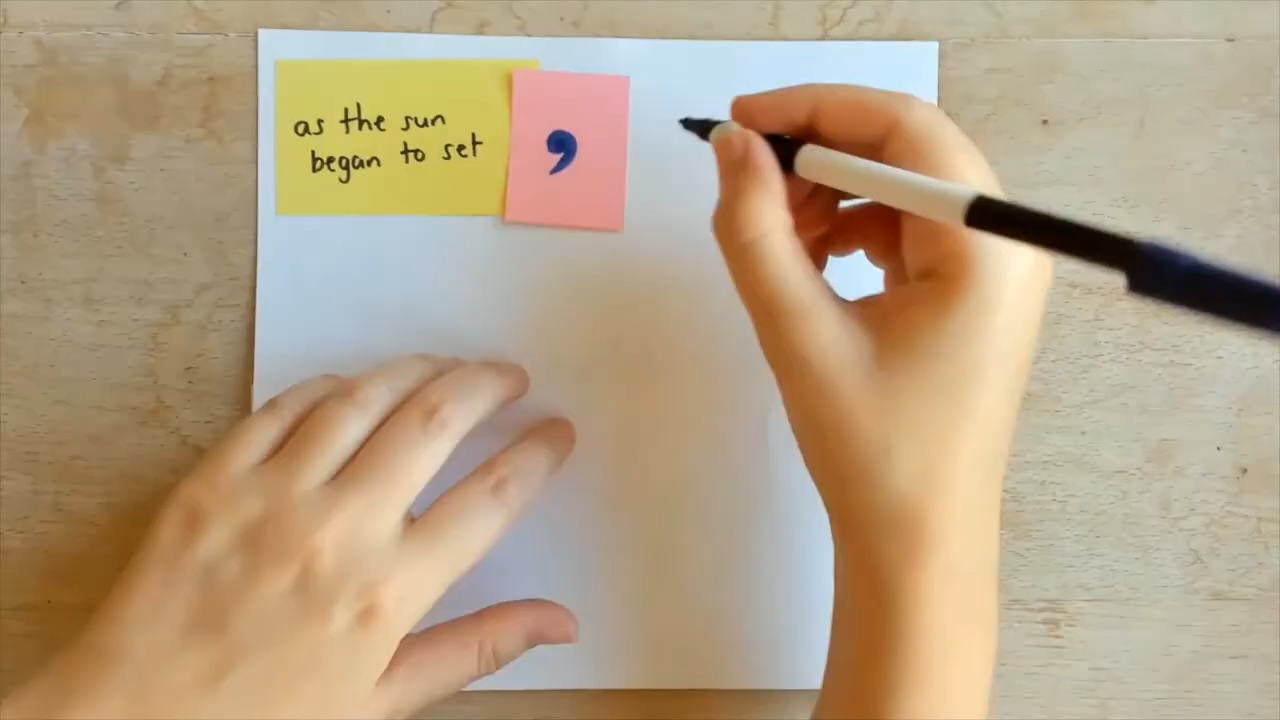 as the sun
began to set
,